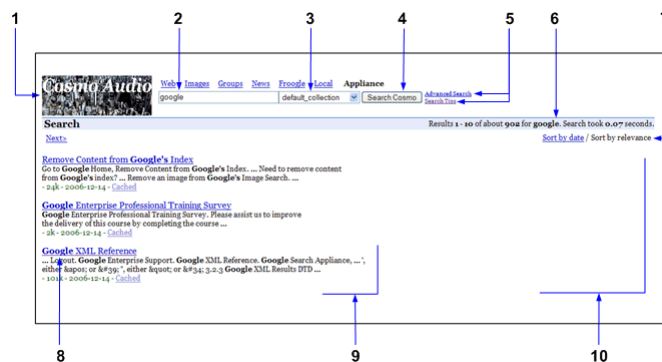 1 2 3 4 5 6 7
Cosmo Audio
Web Images Groups News Froogle Local Appliance
google default_collection Search Cosmo Advanced Search
Search Tips
Search Results 1 - 10 of about 902 for google. Search took 0.07 seconds.
Next> Sort by date / Sort by relevance
Remove Content from Google's Index
Go to Google Home, Remove Content from Google's Index. ... Need to remove content
from Google's index? ... Remove an image from Google's Image Search. ...
- 24k - 2006-12-14 - Cached
Google Enterprise Professional Training Survey
Google Enterprise Professional Training Survey. Please assist us to improve
the delivery of this course by completing the course ...
- 2k - 2006-12-14 - Cached
Google XML Reference
... Logout. Google Enterprise Support. Google XML Reference. Google Search Appliance, ... ',
either &apos; or &#39; ", either &quot; or &#34; 3.2.3 Google XML Results DTD ...
- 101k - 2006-12-14 - Cached
8 9 10